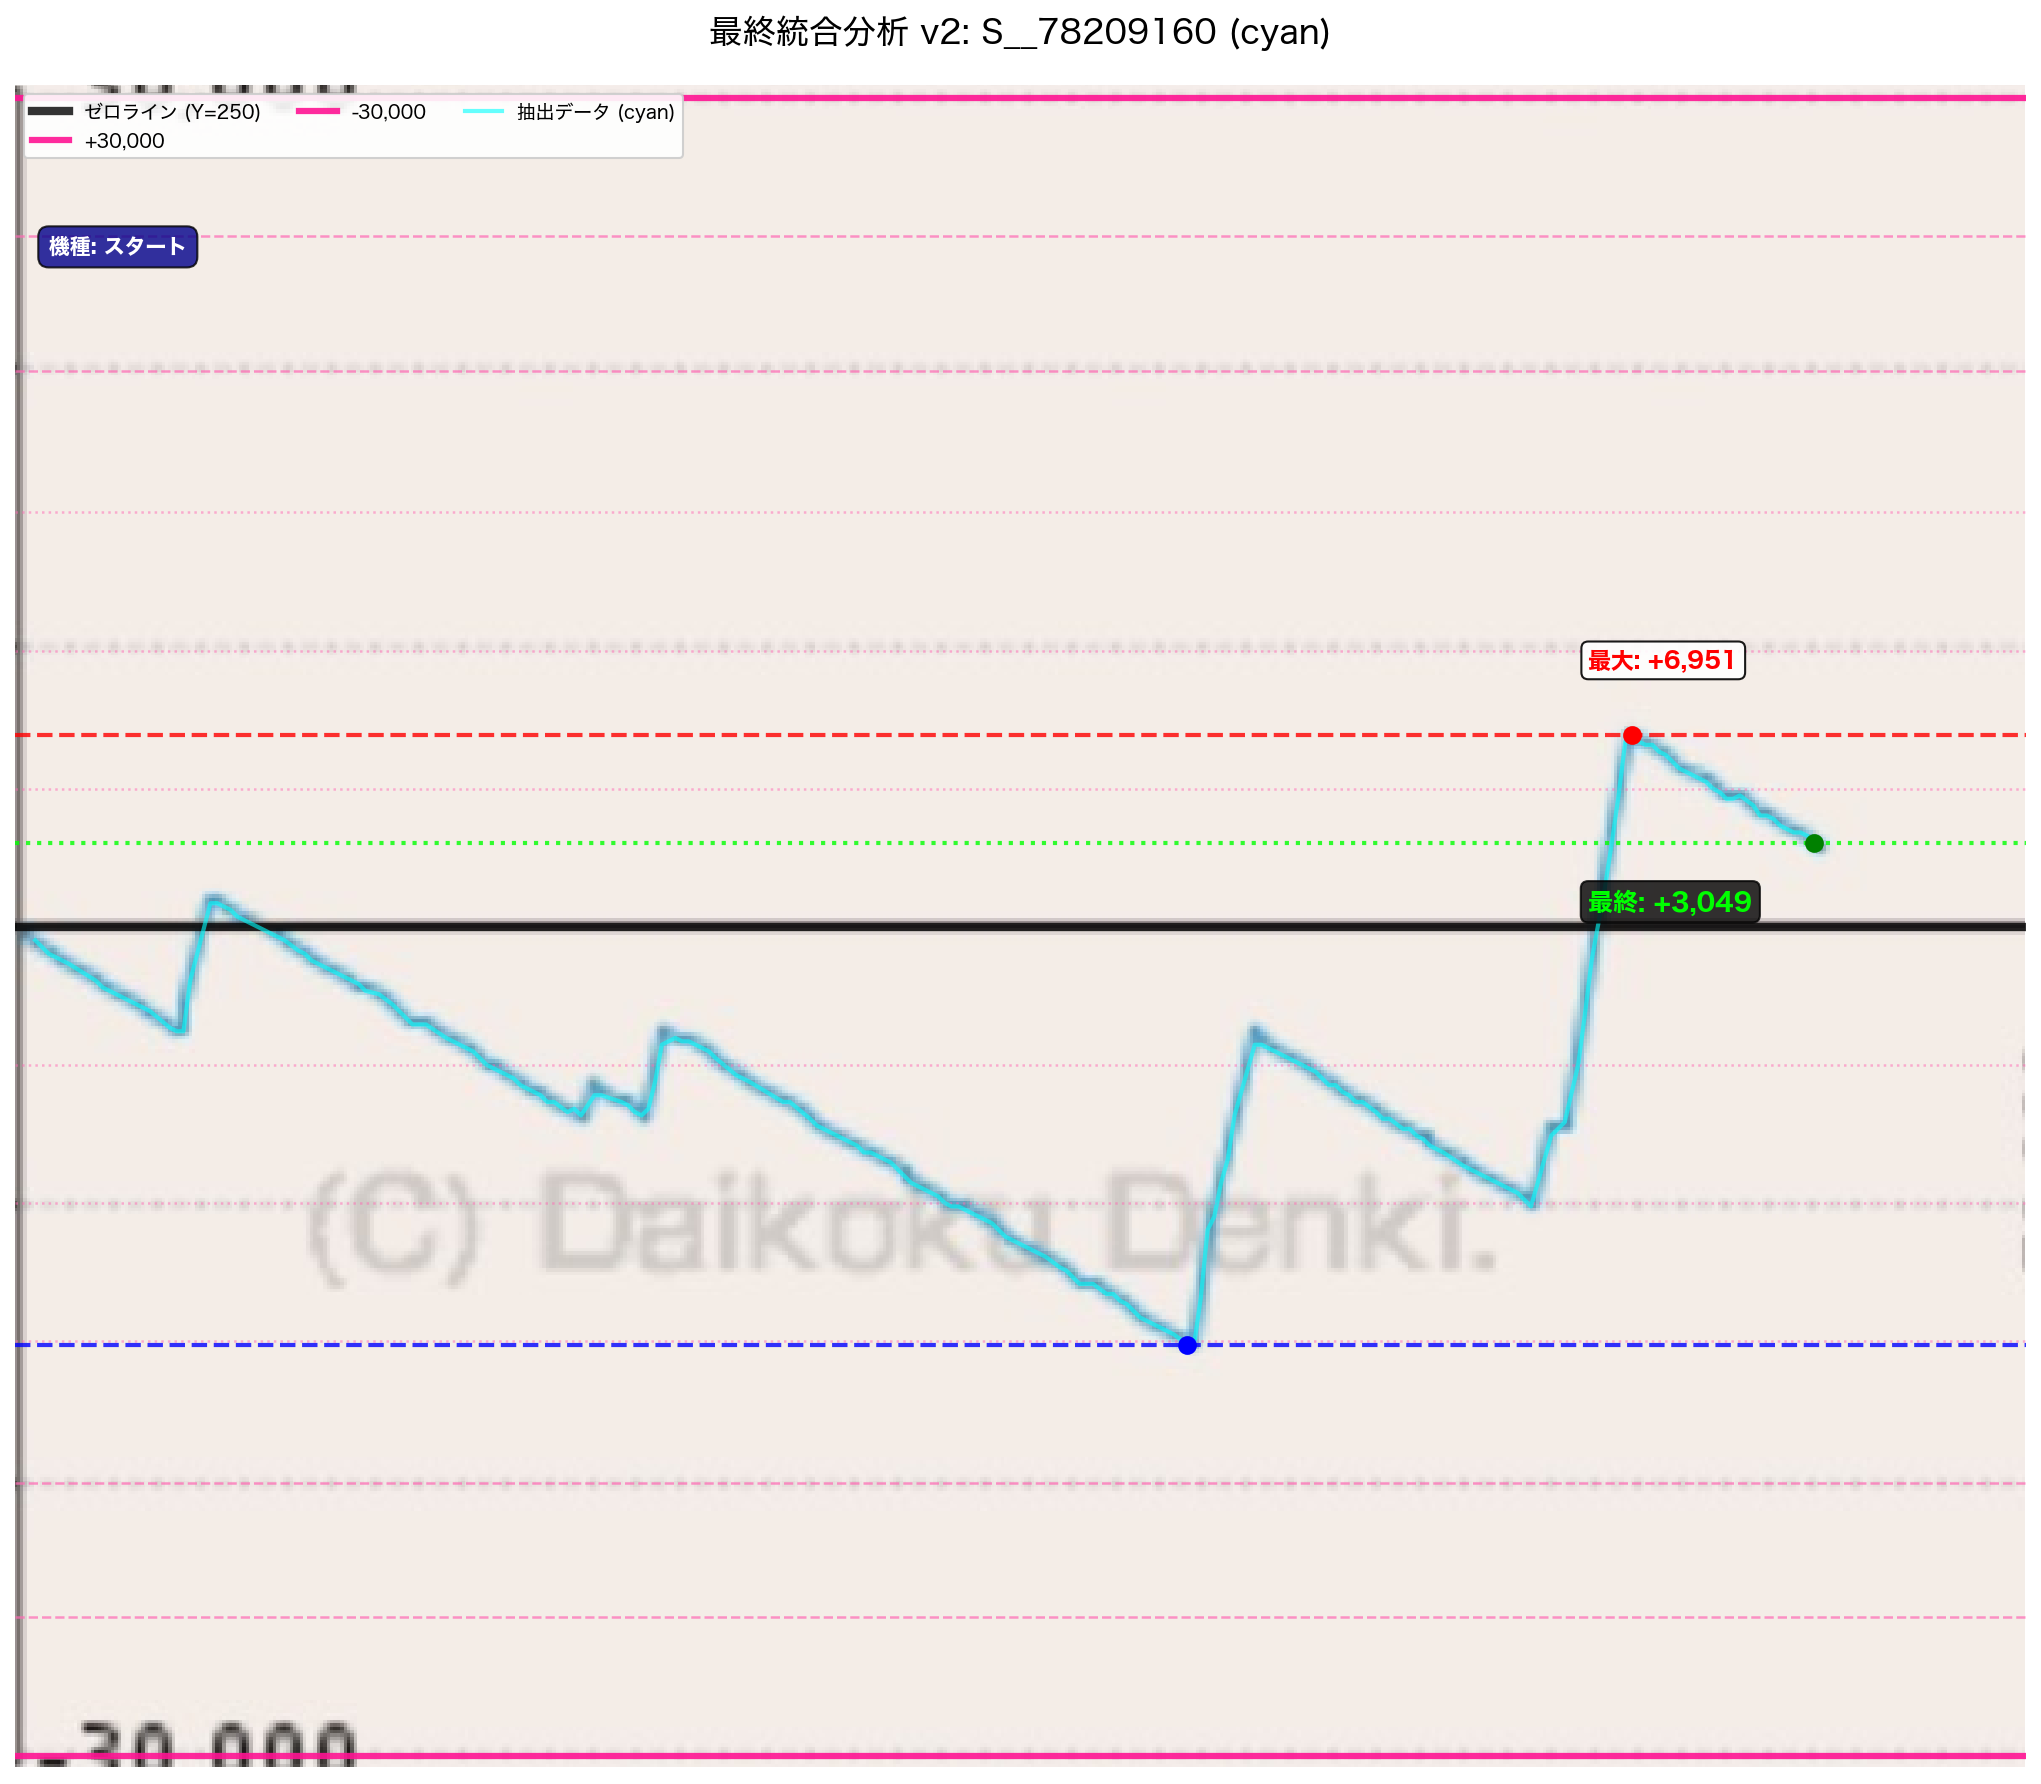 最終統合分析 v2: S__78209160 (cyan)
ゼロライン (Y=250)
-30,000
抽出データ (cyan)
+30,000
機種: スタート
最大: +6,951
最終: +3,049
(C) Daikoku Denki.
-30,000